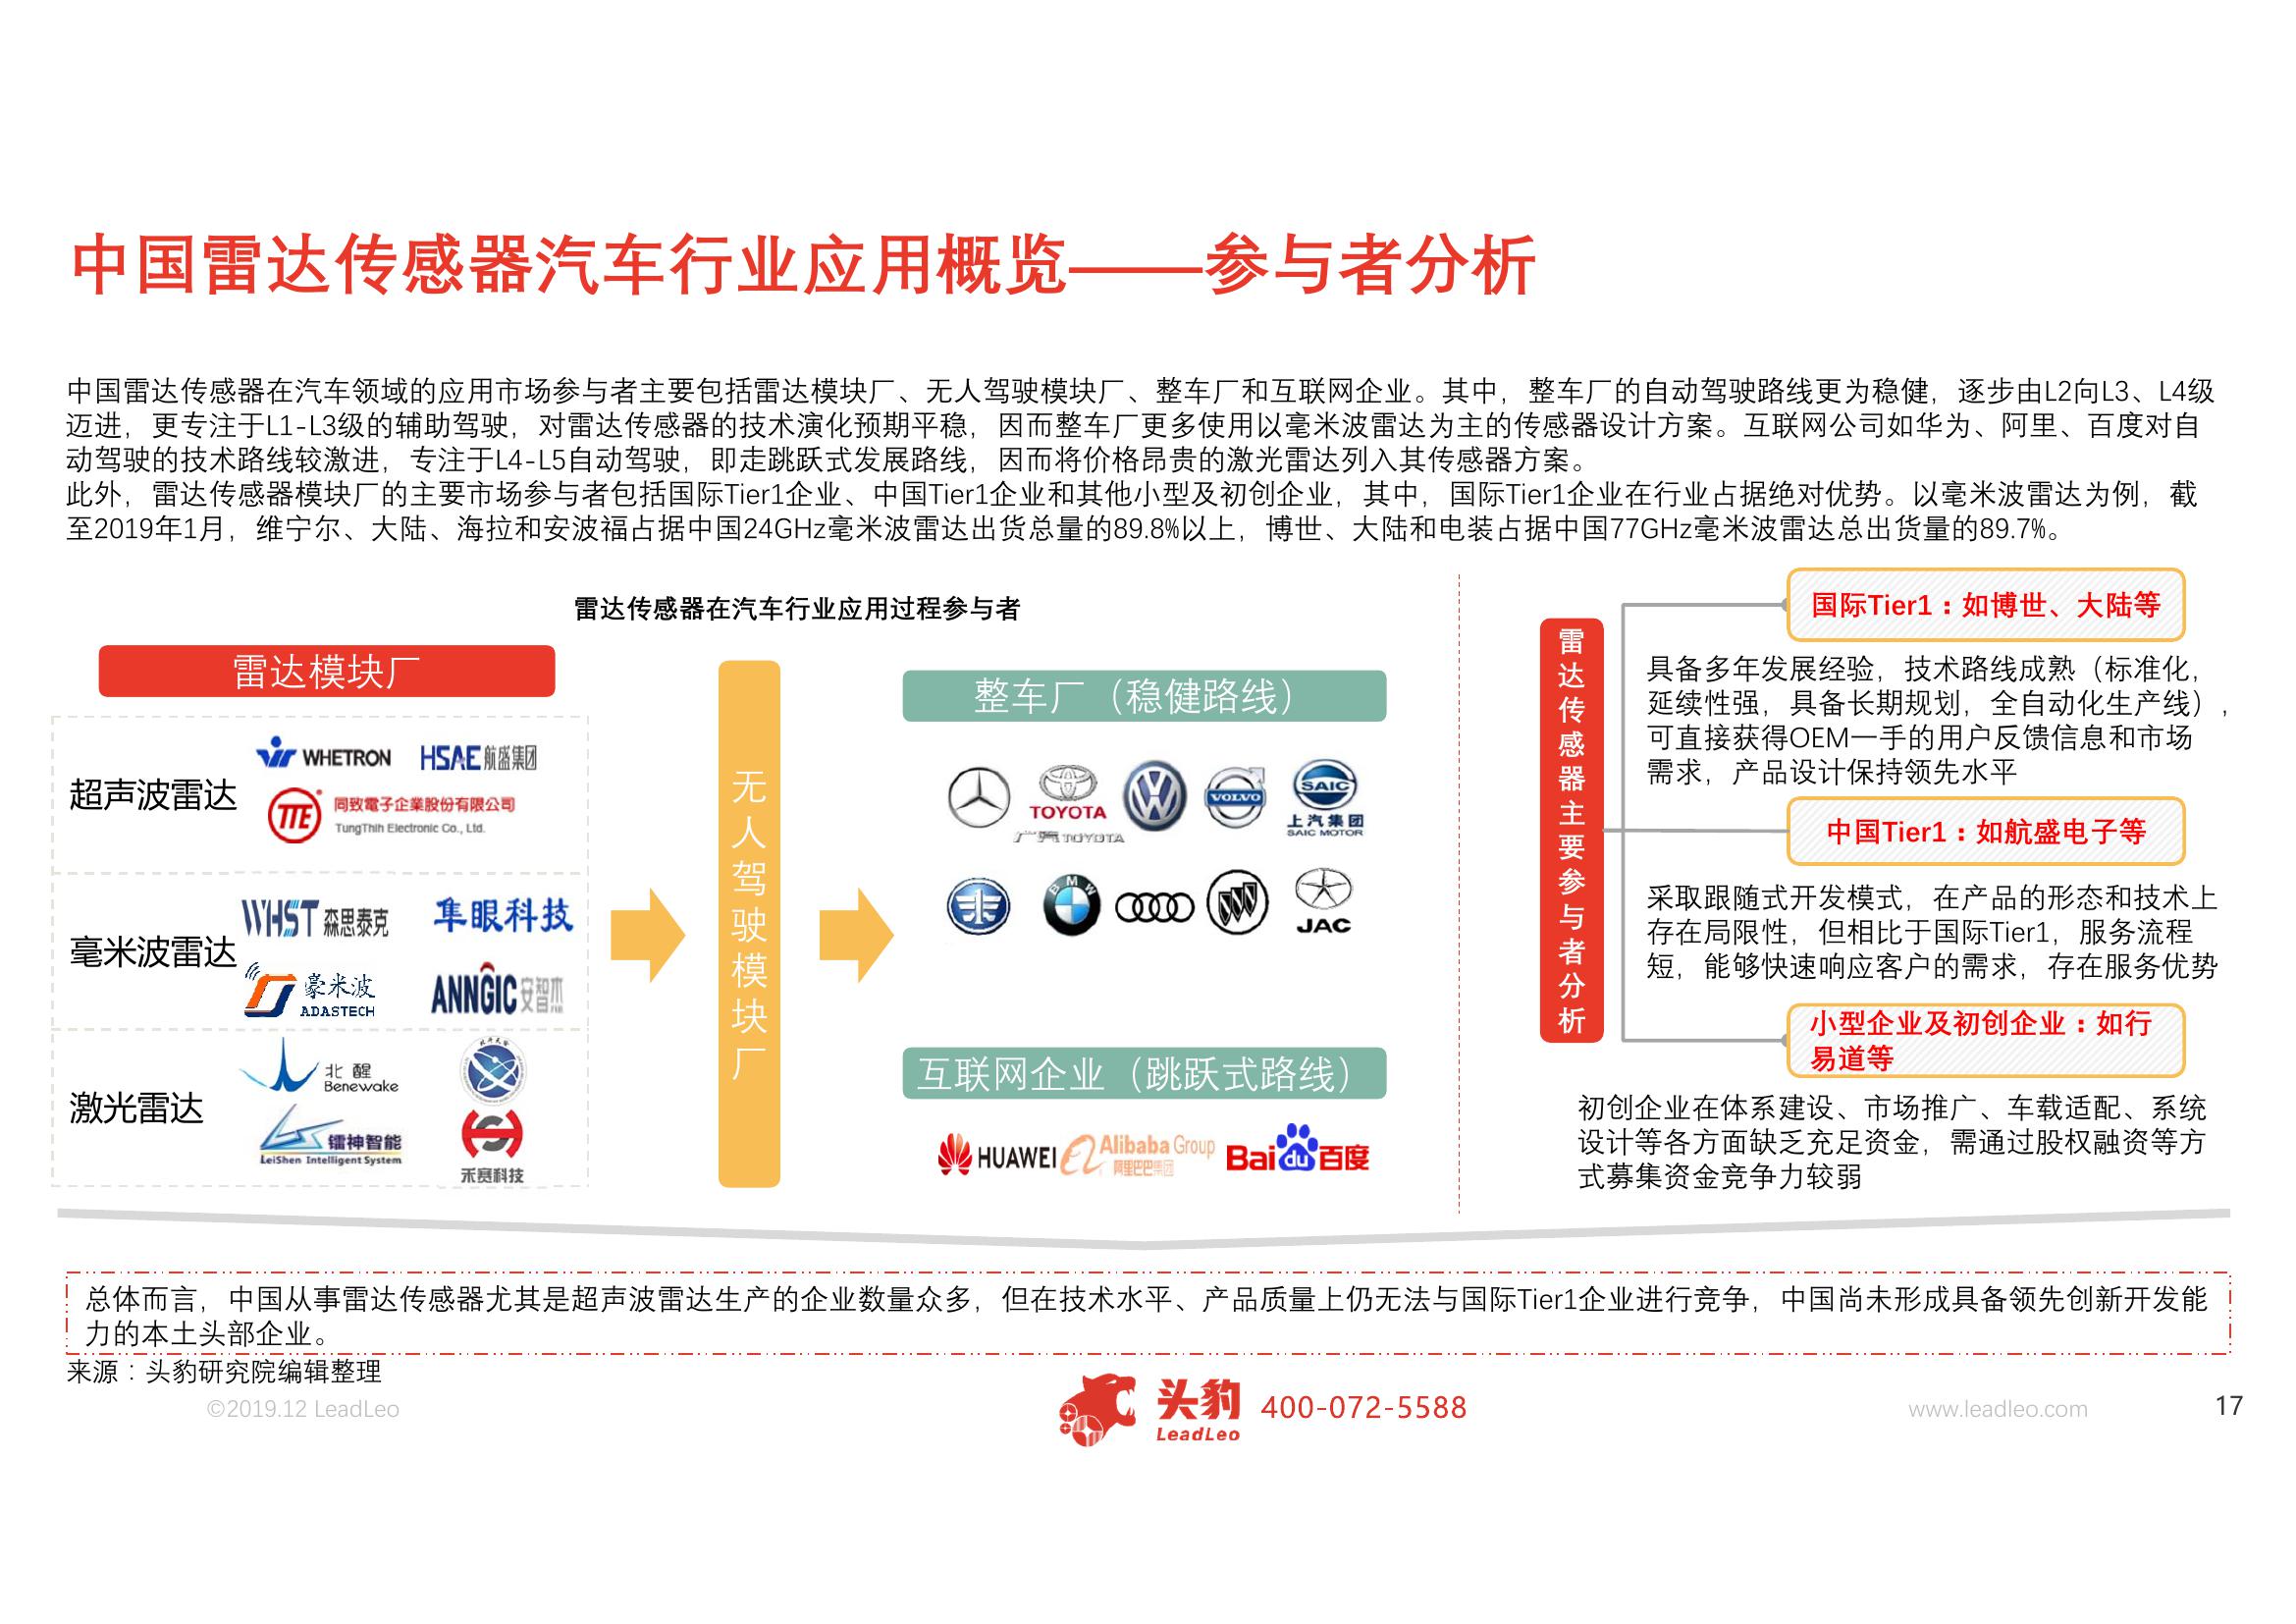 中国雷达传感器汽车行业应用概览——参与者分析
中国雷达传感器在汽车领域的应用市场参与者主要包括雷达模块厂、无人驾驶模块厂、整车厂和互联网企业。其中，整车厂的自动驾驶路线更为稳健，逐步由L2向L3、L4级
迈进，更专注于L1-L3级的辅助驾驶，对雷达传感器的技术演化预期平稳，因而整车厂更多使用以毫米波雷达为主的传感器设计方案。互联网公司如华为、阿里、百度对自
动驾驶的技术路线较激进，专注于L4-L5自动驾驶，即走跳跃式发展路线，因而将价格昂贵的激光雷达列入其传感器方案。
此外，雷达传感器模块厂的主要市场参与者包括国际Tier1企业、中国Tier1企业和其他小型及初创企业，其中，国际Tier1企业在行业占据绝对优势。以毫米波雷达为例，截
至2019年1月，维宁尔、大陆、海拉和安波福占据中国24GHz毫米波雷达出货总量的89.8%以上，博世、大陆和电装占据中国77GHz毫米波雷达总出货量的89.7%。
雷达传感器在汽车行业应用过程参与者
雷达模块厂
超声波雷达
WHETRON
HSAE航盛集团
TTE
同致電子企業股份有限公司
TungThih Electronic Co., Ltd.
毫米波雷达
WHST森思泰克
隼眼科技
豪米波
ADASTECH
ANNGIC安智杰
激光雷达
北醒
Benewake
镭神智能
LeiShen Intelligent System
禾赛科技
无人驾驶模块厂
整车厂（稳健路线）
TOYOTA
广汽TOYOTA
VOLVO
SAIC
上汽集团
SAIC MOTOR
BMW
JAC
互联网企业（跳跃式路线）
HUAWEI
Alibaba Group
阿里巴巴集团
Bai du 百度
雷达传感器主要参与者分析
国际Tier1：如博世、大陆等
具备多年发展经验，技术路线成熟（标准化，
延续性强，具备长期规划，全自动化生产线），
可直接获得OEM一手的用户反馈信息和市场
需求，产品设计保持领先水平
中国Tier1：如航盛电子等
采取跟随式开发模式，在产品的形态和技术上
存在局限性，但相比于国际Tier1，服务流程
短，能够快速响应客户的需求，存在服务优势
小型企业及初创企业：如行
易道等
初创企业在体系建设、市场推广、车载适配、系统
设计等各方面缺乏充足资金，需通过股权融资等方
式募集资金竞争力较弱
总体而言，中国从事雷达传感器尤其是超声波雷达生产的企业数量众多，但在技术水平、产品质量上仍无法与国际Tier1企业进行竞争，中国尚未形成具备领先创新开发能
力的本土头部企业。
来源：头豹研究院编辑整理
©2019.12 LeadLeo
头豹
LeadLeo
400-072-5588
www.leadleo.com
17